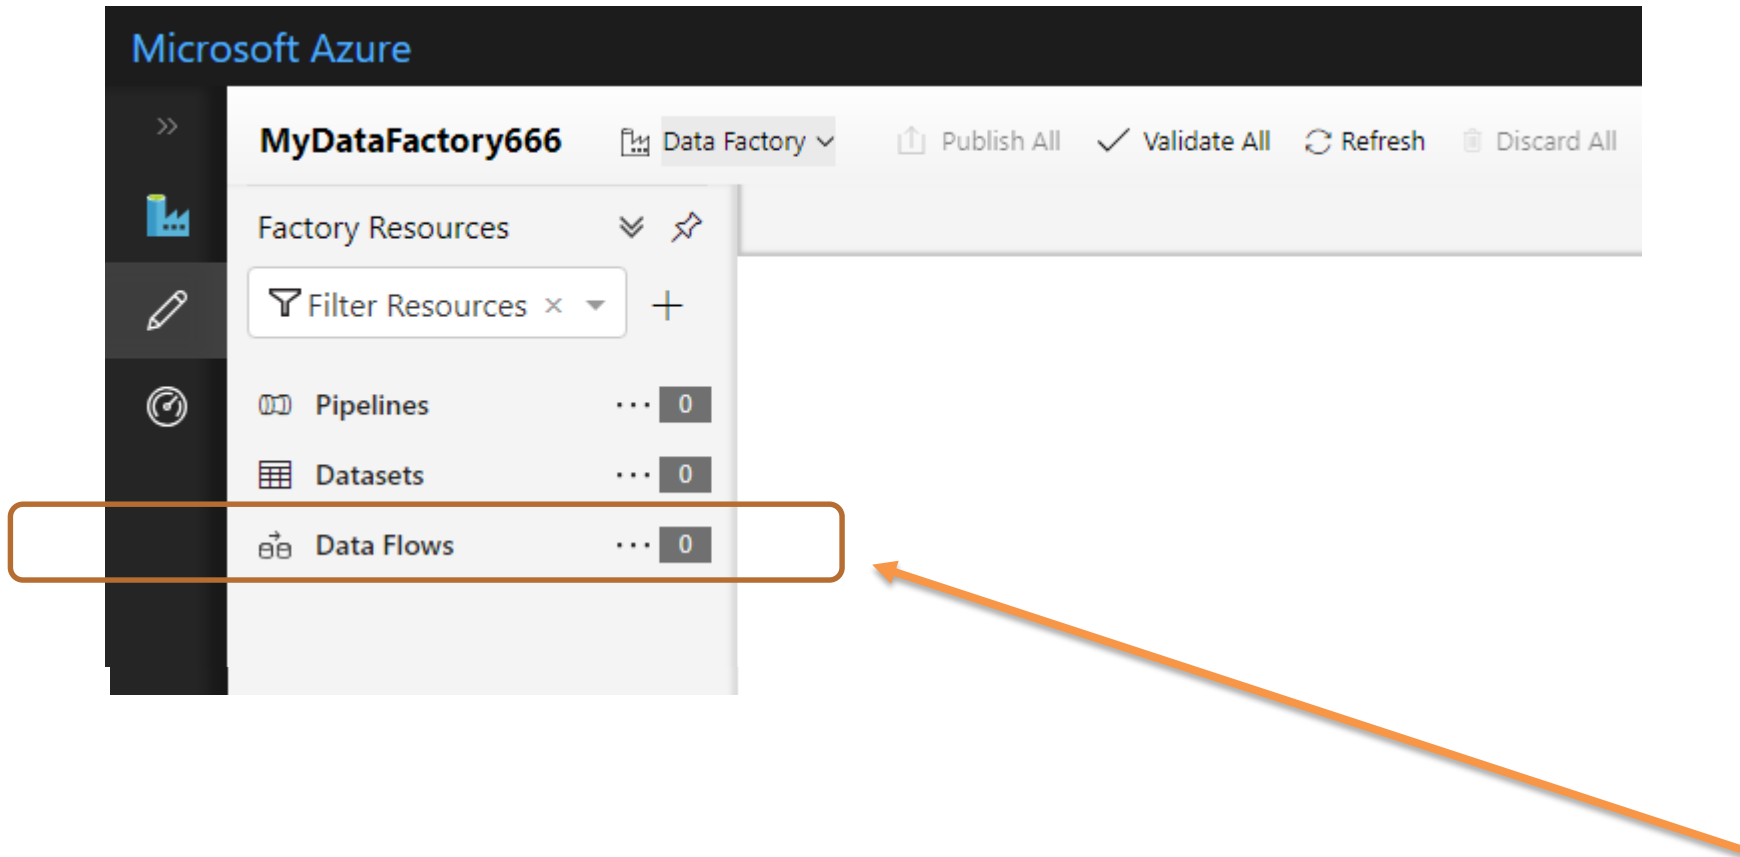 Microsoft Azure
MyDataFactory666 Data Factory Publish All Validate All Refresh Discard All
Factory Resources
Filter Resources ×
Pipelines ... 0
Datasets ... 0
Data Flows ... 0